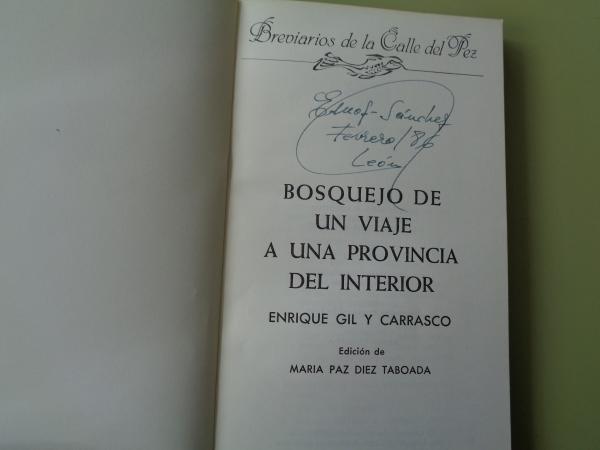 Breviarios de la Calle del Pez
Sánchez
Febrero/86
León
BOSQUEJO DE
UN VIAJE
A UNA PROVINCIA
DEL INTERIOR
ENRIQUE GIL Y CARRASCO
Edición de
MARIA PAZ DIEZ TABOADA